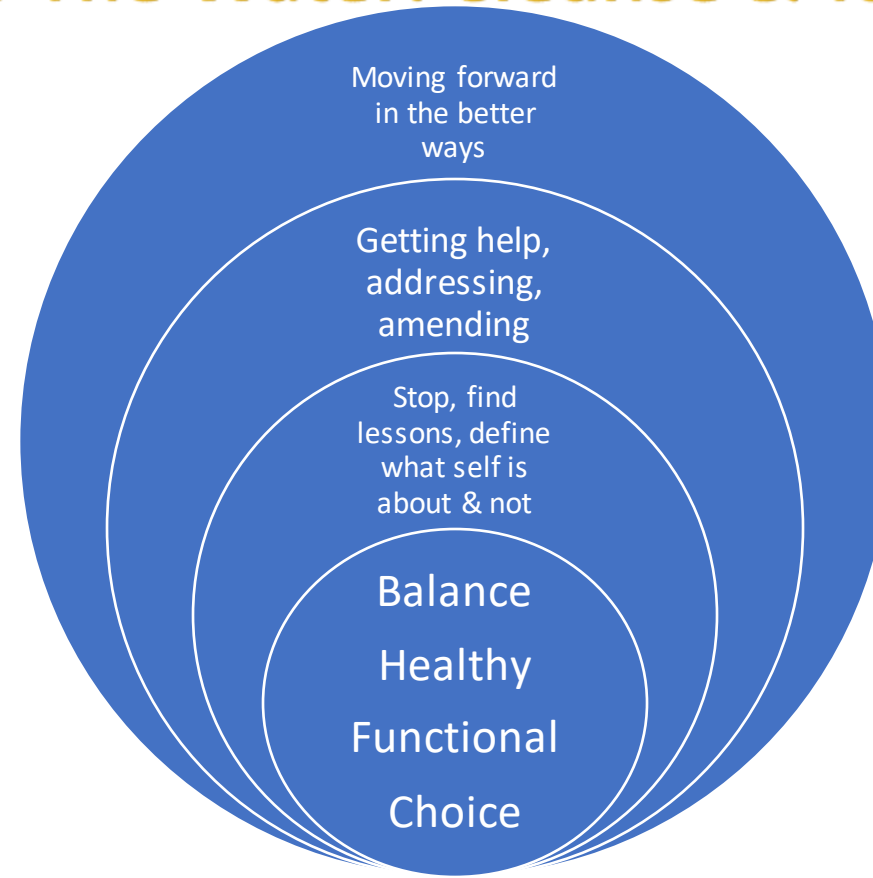 Moving forward
in the better
ways
Getting help,
addressing,
amending
Stop, find
lessons, define
what self is
about & not
Balance
Healthy
Functional
Choice